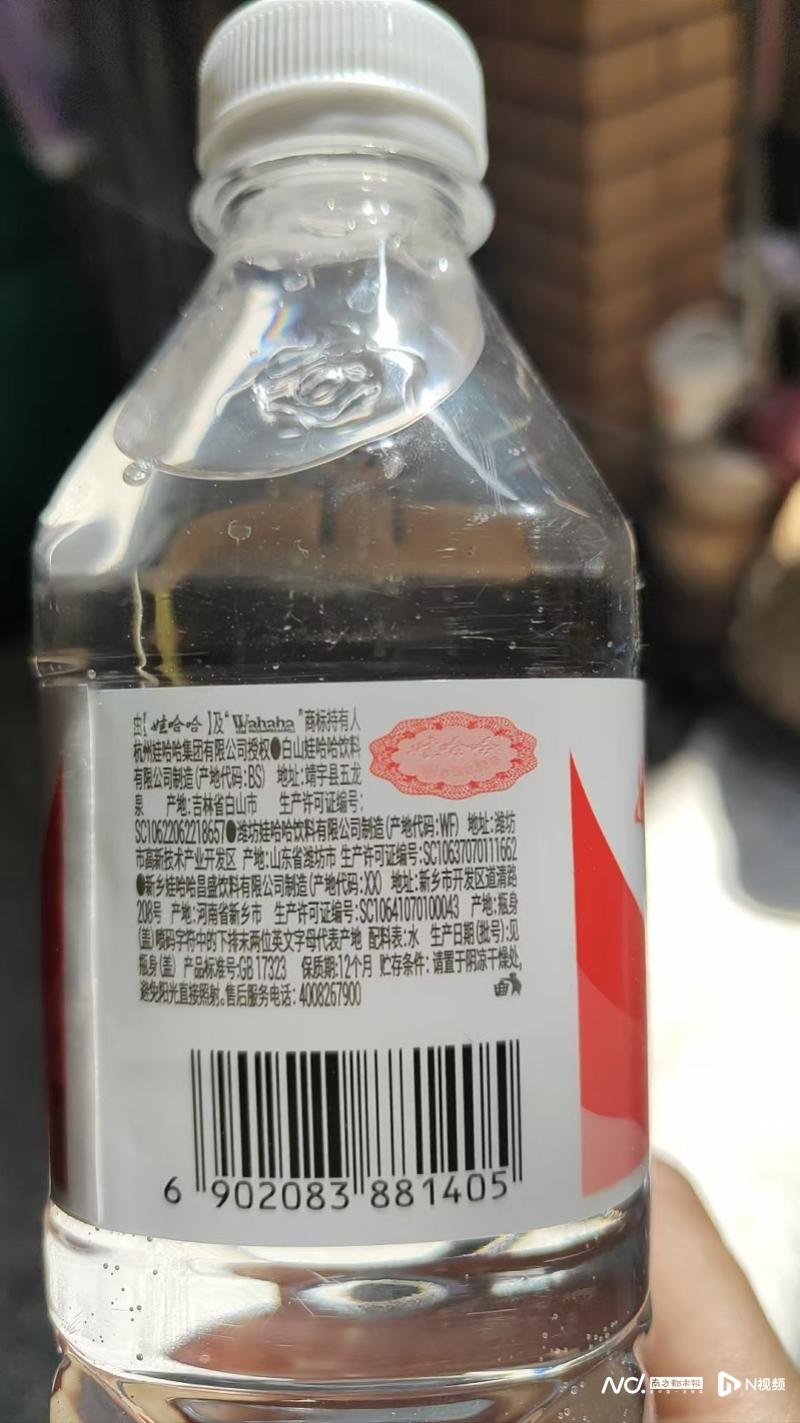 由【娃哈哈】及“Wahaha”商标持有人
杭州娃哈哈集团有限公司授权●白山娃哈哈饮料
有限公司制造(产地代码:BS) 地址:靖宇县五龙
泉 产地:吉林省白山市 生产许可证编号:
SC10622062218657●潍坊娃哈哈饮料有限公司制造(产地代码:WF) 地址:潍坊
市高新技术产业开发区 产地:山东省潍坊市 生产许可证编号:SC10637070111662
●新乡娃哈哈昌盛饮料有限公司制造(产地代码:XX) 地址:新乡市开发区道清路
208号 产地:河南省新乡市 生产许可证编号:SC10641070100043 产地:瓶身
(盖)喷码字符中的下排末两位英文字母代表产地 配料表:水 生产日期(批号):见
瓶身(盖) 产品标准号:GB 17323 保质期:12个月 贮存条件:请置于阴凉干燥处,
避免阳光直接照射。售后服务电话:4008267900
娃哈哈
6 902083 881405
南方都市报
N视频